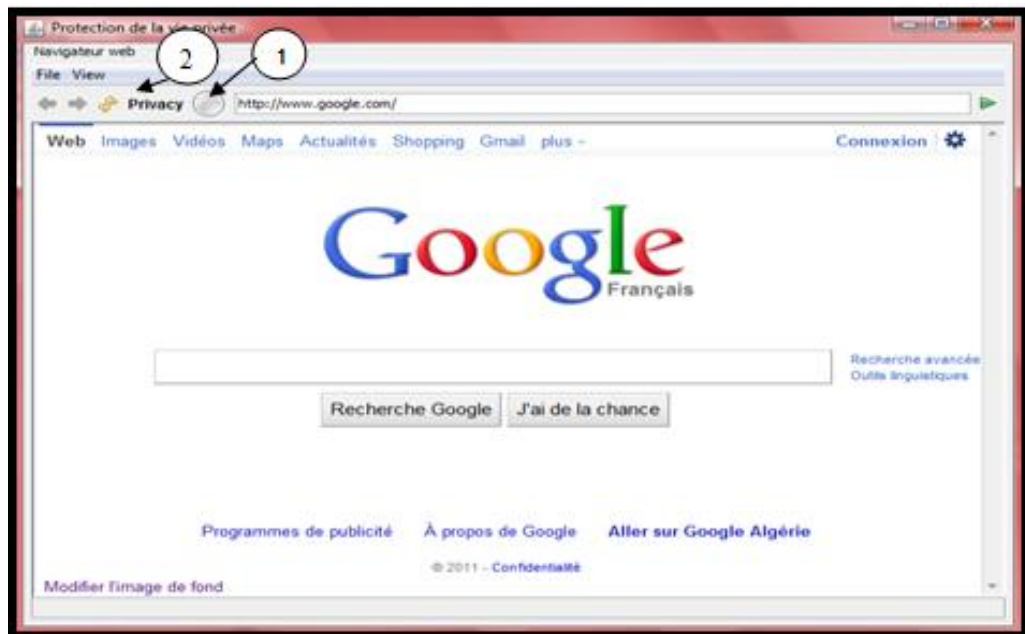 Protection de la vie privée
Navigateur web
2 1
File View
Privacy http://www.google.com/
Web Images Vidéos Maps Actualités Shopping Gmail plus
Connexion
Google
Français
Recherche avancée
Outils linguistiques
Recherche Google J'ai de la chance
Programmes de publicité À propos de Google Aller sur Google Algérie
© 2011 - Confidentialité
Modifier l'image de fond